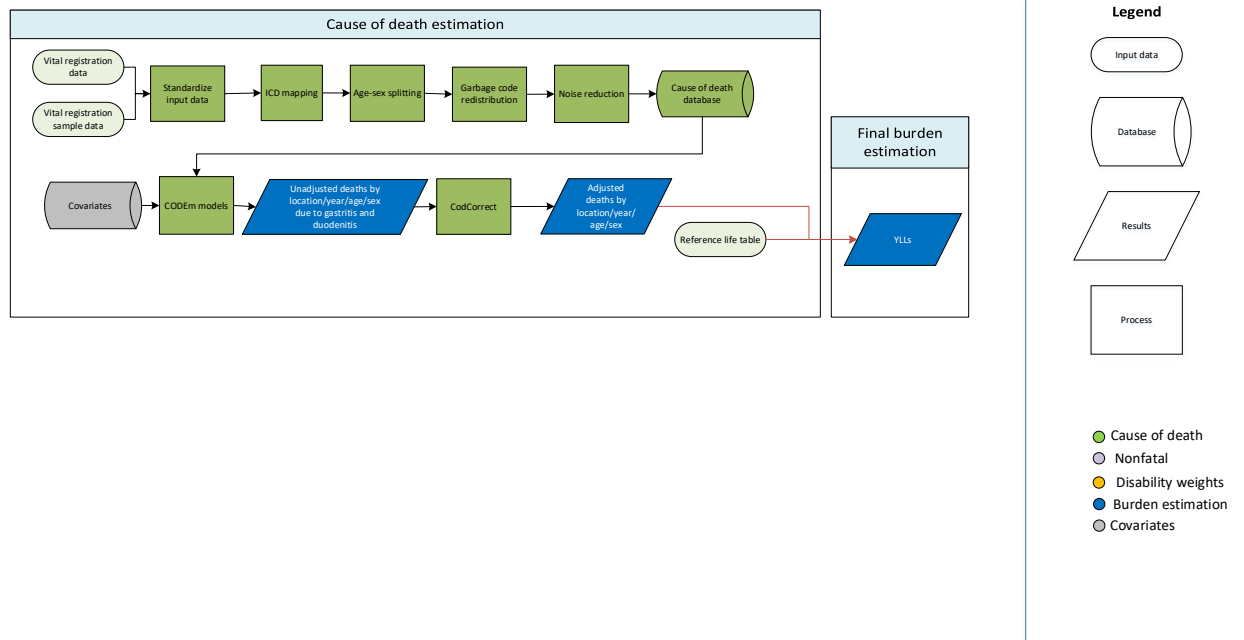 Cause of death estimation
Vital registration
data
Vital registration
sample data
Standardize
input data
ICD mapping
Age-sex splitting
Garbage code
redistribution
Noise reduction
Cause of death
database
Covariates
CODEm models
Unadjusted deaths by
location/year/age/sex
due to gastritis and
duodenitis
CodCorrect
Adjusted
deaths by
location/year/
age/sex
Reference life table
Final burden
estimation
YLLs
Legend
Input data
Database
Results
Process
Cause of death
Nonfatal
Disability weights
Burden estimation
Covariates